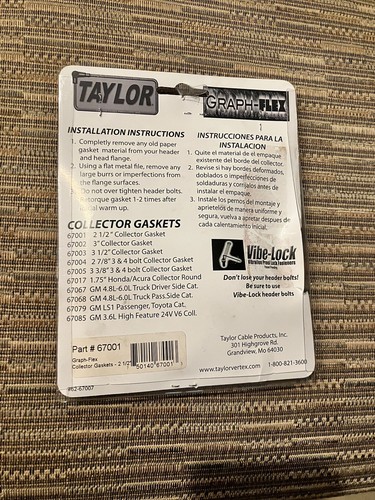 TAYLOR
GRAPH-FLEX
INSTALLATION INSTRUCTIONS
1. Completely remove any old paper
gasket material from your header
and head flange.
2. Using a flat metal file, remove any
large burrs or imperfections from
the flange surfaces.
Do not over tighten header bolts.
torque gasket 1-2 times after
warm up.
INSTRUCCIONES PARA LA
INSTALACION
1. Quite el material de el empaque
existente del borde del collector.
2. Revise si hay bordes deformados,
doblados o imperfecciones de
soldaduras y corrijalos antes de
instalar el empaque.
3. Instale los pernos del montaje y
aprietelos de manera uniforme y
segura, vuelva a apretar despues de
cada calentamiento inicial.
COLLECTOR GASKETS
67001 2 1/2" Collector Gasket
67002 3" Collector Gasket
67003 3 1/2" Collector Gasket
67004 2 7/8" 3 & 4 bolt Collector Gasket
67005 3 3/8" 3 & 4 bolt Collector Gasket
67017 1.75" Honda/Acura Collector Round
67067 GM 4.8L-6.0L Truck Driver Side Cat.
67068 GM 4.8L-6.0L Truck Pass.Side Cat.
67079 GM LS1 Passenger, Toyota Cat.
67085 GM 3.6L High Feature 24V V6 Coll.
Vibe-Lock
Don't lose your header bolts!
Be sure to use
Vibe-Lock header bolts
Part # 67001
Graph-Flex
Collector Gaskets - 2 1/2"
50140 67001
Taylor Cable Products, Inc.
301 Highgrove Rd.
Grandview, Mo 64030
www.taylorvertex.com 1-800-821-3600
#62-67007